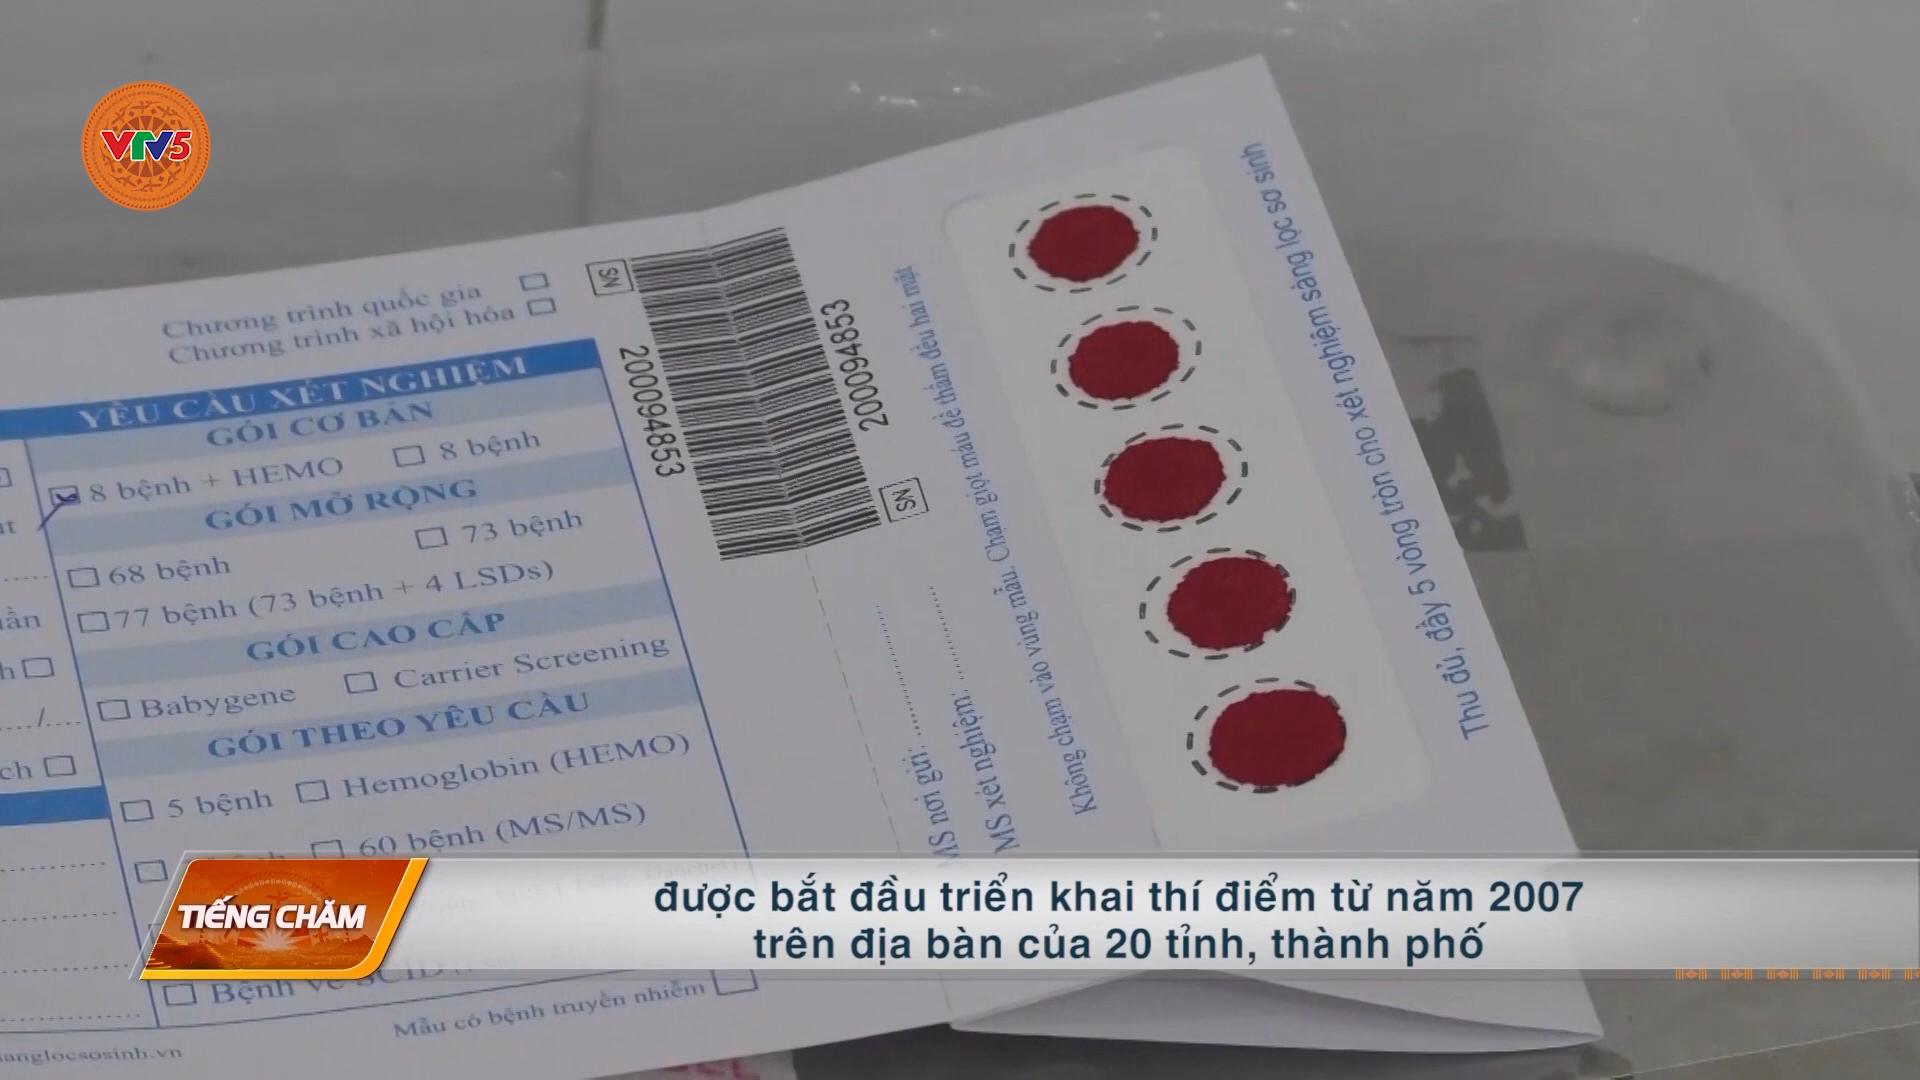 VTV5
Chương trình quốc gia
Chương trình xã hội hóa
YÊU CẦU XÉT NGHIỆM
GÓI CƠ BẢN
8 bệnh + HEMO
8 bệnh
GÓI MỞ RỘNG
68 bệnh
73 bệnh
77 bệnh (73 bệnh + 4 LSDs)
GÓI CAO CẤP
Babygene
Carrier Screening
GÓI THEO YÊU CẦU
5 bệnh
Hemoglobin (HEMO)
60 bệnh (MS/MS)
Mẫu có bệnh truyền nhiễm
SN
200094853
200094853
SN
MS nơi gửi:
MS xét nghiệm:
Không chạm vào vùng mẫu. Chạm giọt máu để thấm đều hai mặt
Thu đủ, đầy 5 vòng tròn cho xét nghiệm sàng lọc sơ sinh
TIẾNG CHĂM
được bắt đầu triển khai thí điểm từ năm 2007
trên địa bàn của 20 tỉnh, thành phố